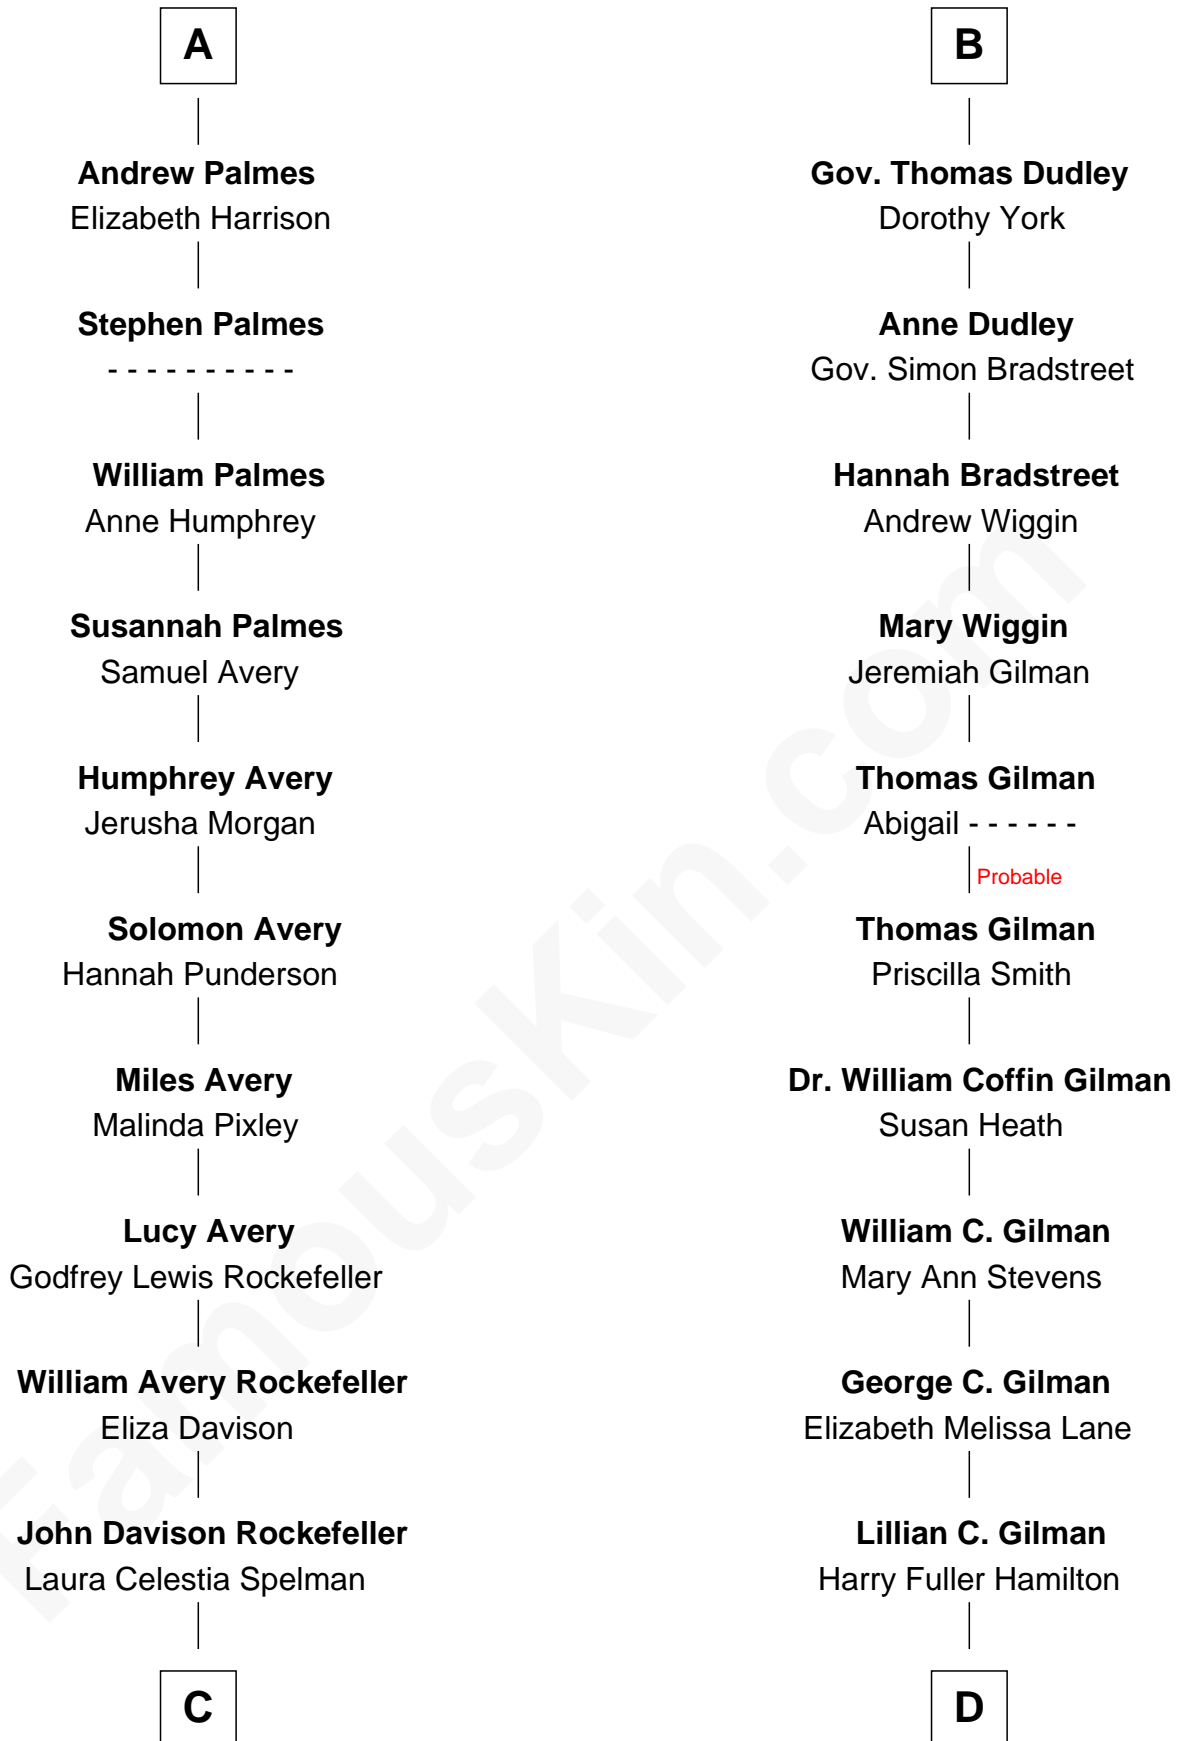 A
Andrew Palmes
Elizabeth Harrison
Stephen Palmes
- - - - - - - - - -
William Palmes
Anne Humphrey
Susannah Palmes
Samuel Avery
Humphrey Avery
Jerusha Morgan
Solomon Avery
Hannah Punderson
Miles Avery
Malinda Pixley
Lucy Avery
Godfrey Lewis Rockefeller
William Avery Rockefeller
Eliza Davison
John Davison Rockefeller
Laura Celestia Spelman
C
B
Gov. Thomas Dudley
Dorothy York
Anne Dudley
Gov. Simon Bradstreet
Hannah Bradstreet
Andrew Wiggin
Mary Wiggin
Jeremiah Gilman
Thomas Gilman
Abigail - - - - - -
Probable
Thomas Gilman
Priscilla Smith
Dr. William Coffin Gilman
Susan Heath
William C. Gilman
Mary Ann Stevens
George C. Gilman
Elizabeth Melissa Lane
Lillian C. Gilman
Harry Fuller Hamilton
D
FamousKin.com